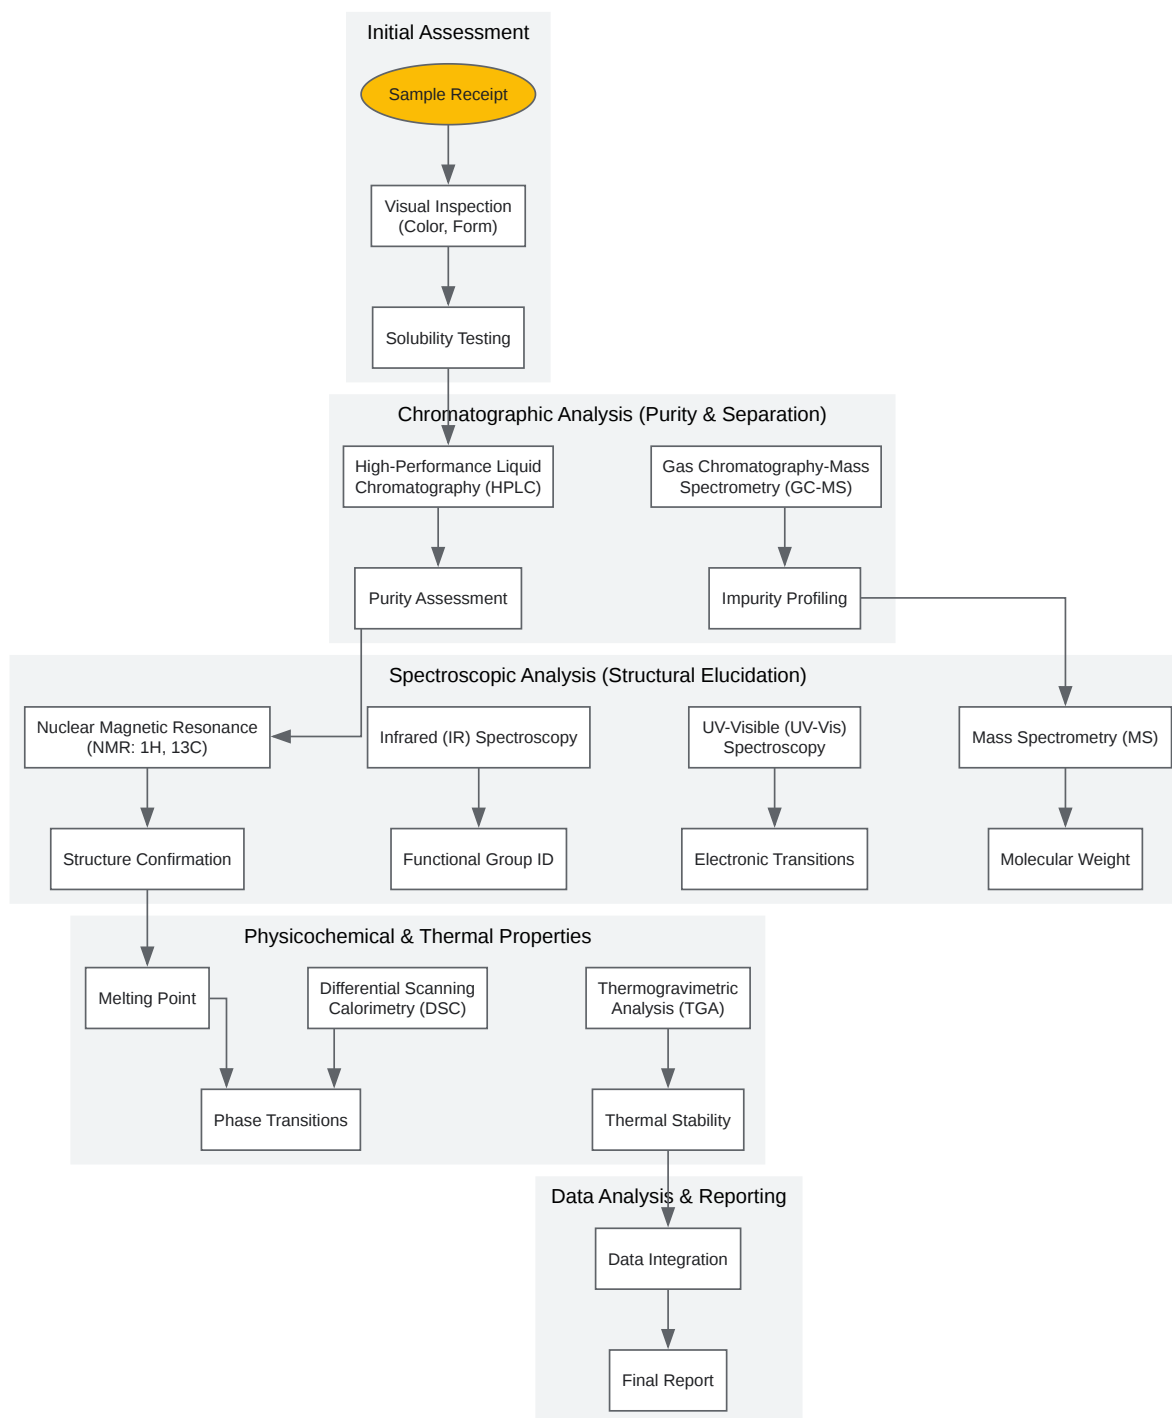 Initial Assessment
Sample Receipt
Visual Inspection
(Color, Form)
Solubility Testing
Chromatographic Analysis (Purity & Separation)
High-Performance Liquid
Chromatography (HPLC)
Gas Chromatography-Mass
Spectrometry (GC-MS)
Purity Assessment
Impurity Profiling
Spectroscopic Analysis (Structural Elucidation)
Nuclear Magnetic Resonance
(NMR: 1H, 13C)
Infrared (IR) Spectroscopy
UV-Visible (UV-Vis)
Spectroscopy
Mass Spectrometry (MS)
Structure Confirmation
Functional Group ID
Electronic Transitions
Molecular Weight
Physicochemical & Thermal Properties
Melting Point
Differential Scanning
Calorimetry (DSC)
Thermogravimetric
Analysis (TGA)
Phase Transitions
Thermal Stability
Data Analysis & Reporting
Data Integration
Final Report